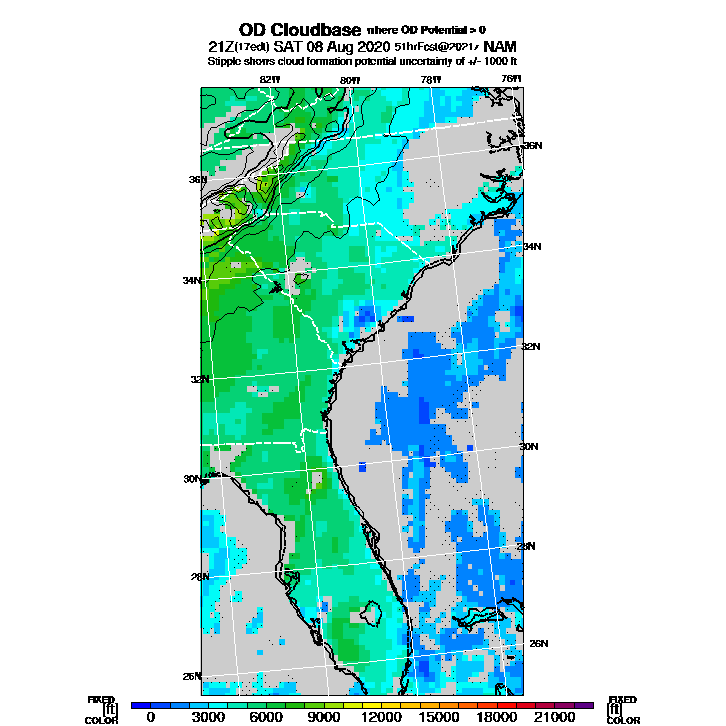 OD Cloudbase where OD Potential > 0
21Z(17edt) SAT 08 Aug 2020 51hrFcst@2021z NAM
Stipple shows cloud formation potential uncertainty of +/- 1000 ft
82W 80W 78W 76W
36N
36N
34N
34N
32N
32N
30N
30N
28N
28N
26N
26N
FIXED FIXED
[ft] [ft]
COLOR COLOR
0 3000 6000 9000 12000 15000 18000 21000